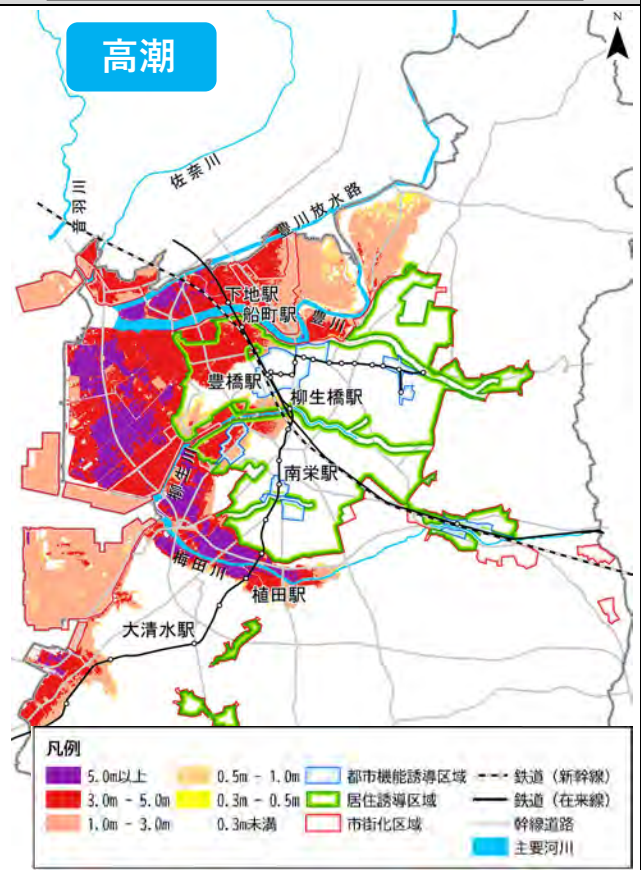 高潮
N
音羽川
佐奈川
豊川放水路
下地駅
船町駅
豊川
豊橋駅
柳生橋駅
柳生川
南栄駅
梅田川
植田駅
大清水駅
凡例
5.0m以上
3.0m - 5.0m
1.0m - 3.0m
0.5m - 1.0m
0.3m - 0.5m
0.3m未満
都市機能誘導区域
居住誘導区域
市街化区域
鉄道（新幹線）
鉄道（在来線）
幹線道路
主要河川